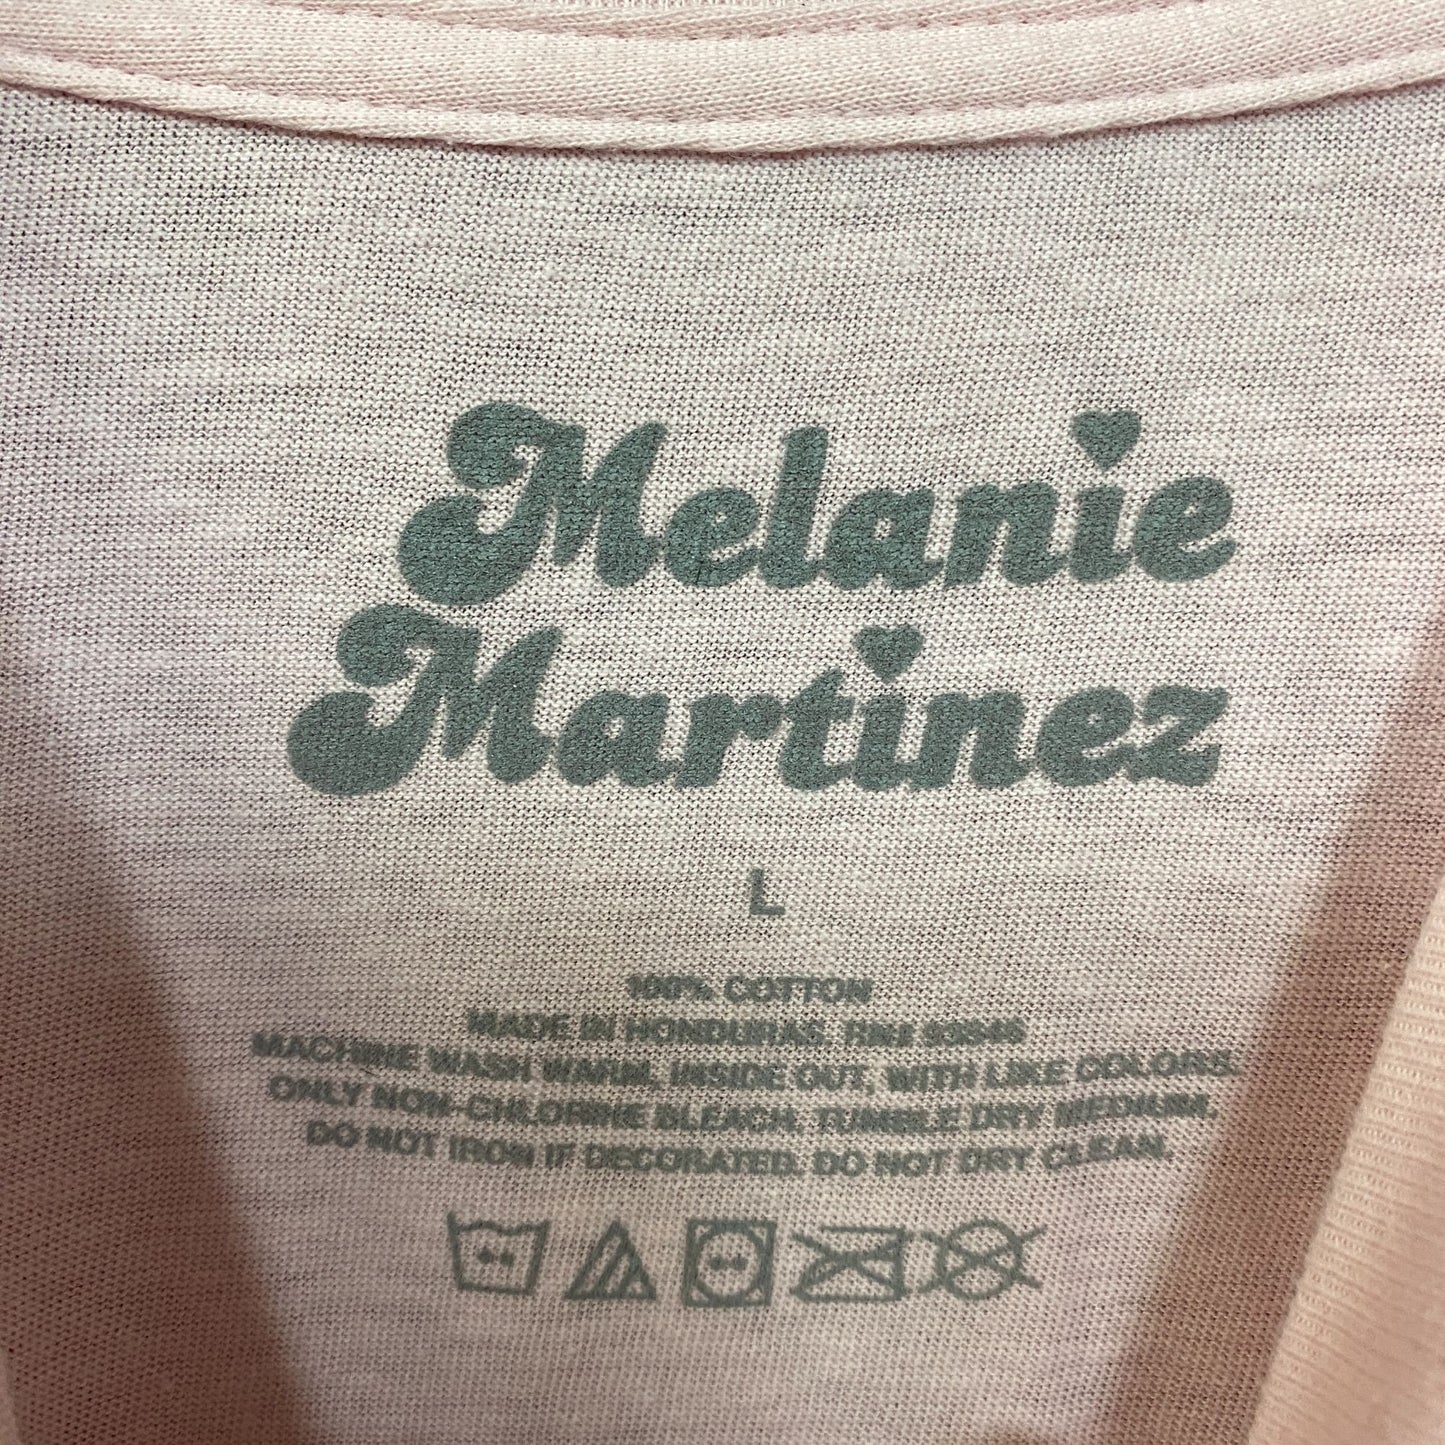 Melanie
Martinez
L
100% COTTON
MADE IN HONDURAS. RN#
MACHINE WASH WARM, INSIDE OUT, WITH LIKE COLORS.
ONLY NON-CHLORINE BLEACH. TUMBLE DRY MEDIUM.
DO NOT IRON IF DECORATED. DO NOT DRY CLEAN.